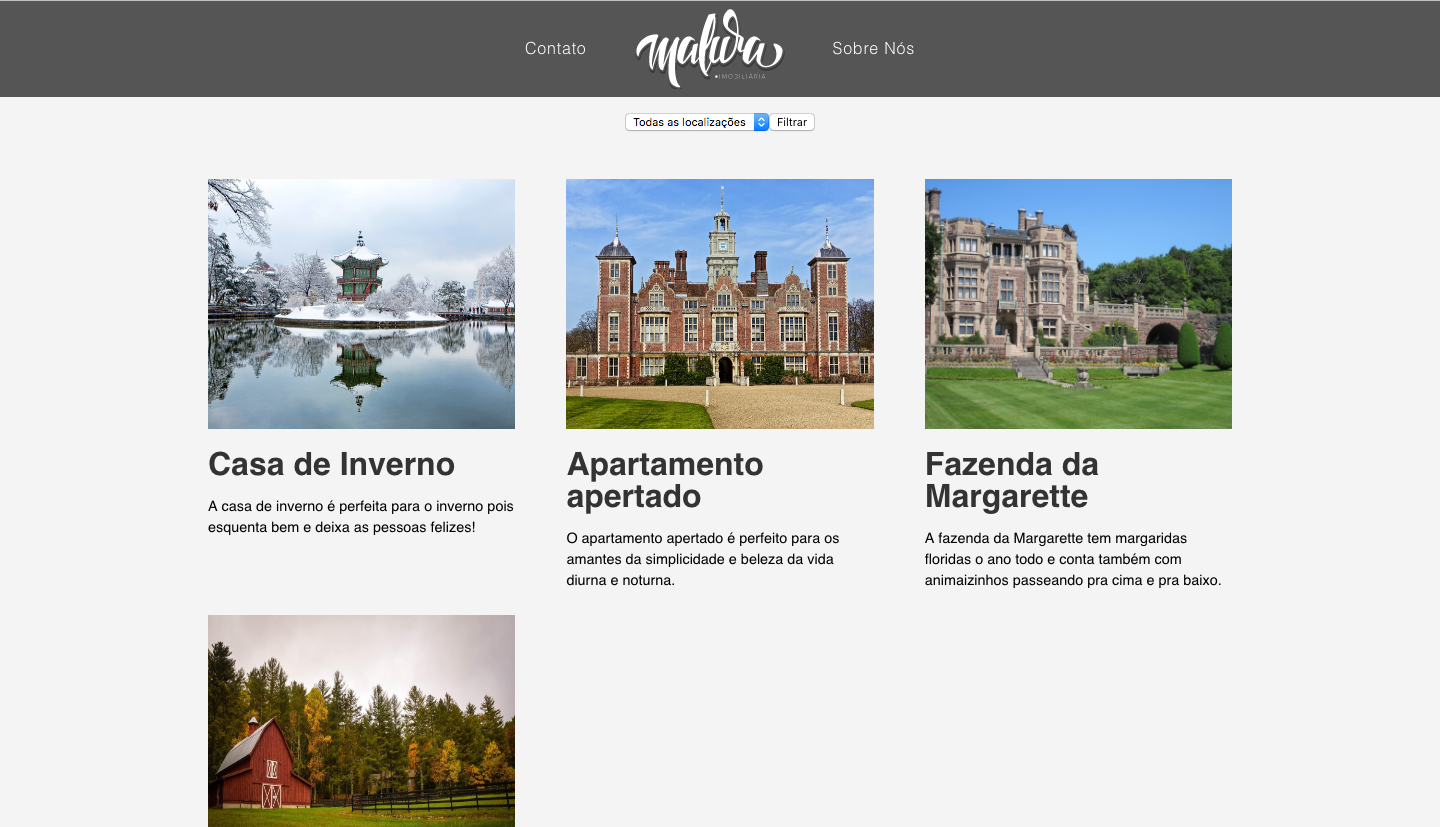 Contato
malura
IMOBILIÁRIA
Sobre Nós
Todas as localizações
Filtrar
Casa de Inverno
A casa de inverno é perfeita para o inverno pois
esquenta bem e deixa as pessoas felizes!
Apartamento
apertado
O apartamento apertado é perfeito para os
amantes da simplicidade e beleza da vida
diurna e noturna.
Fazenda da
Margarette
A fazenda da Margarette tem margaridas
floridas o ano todo e conta também com
animaizinhos passeando pra cima e pra baixo.